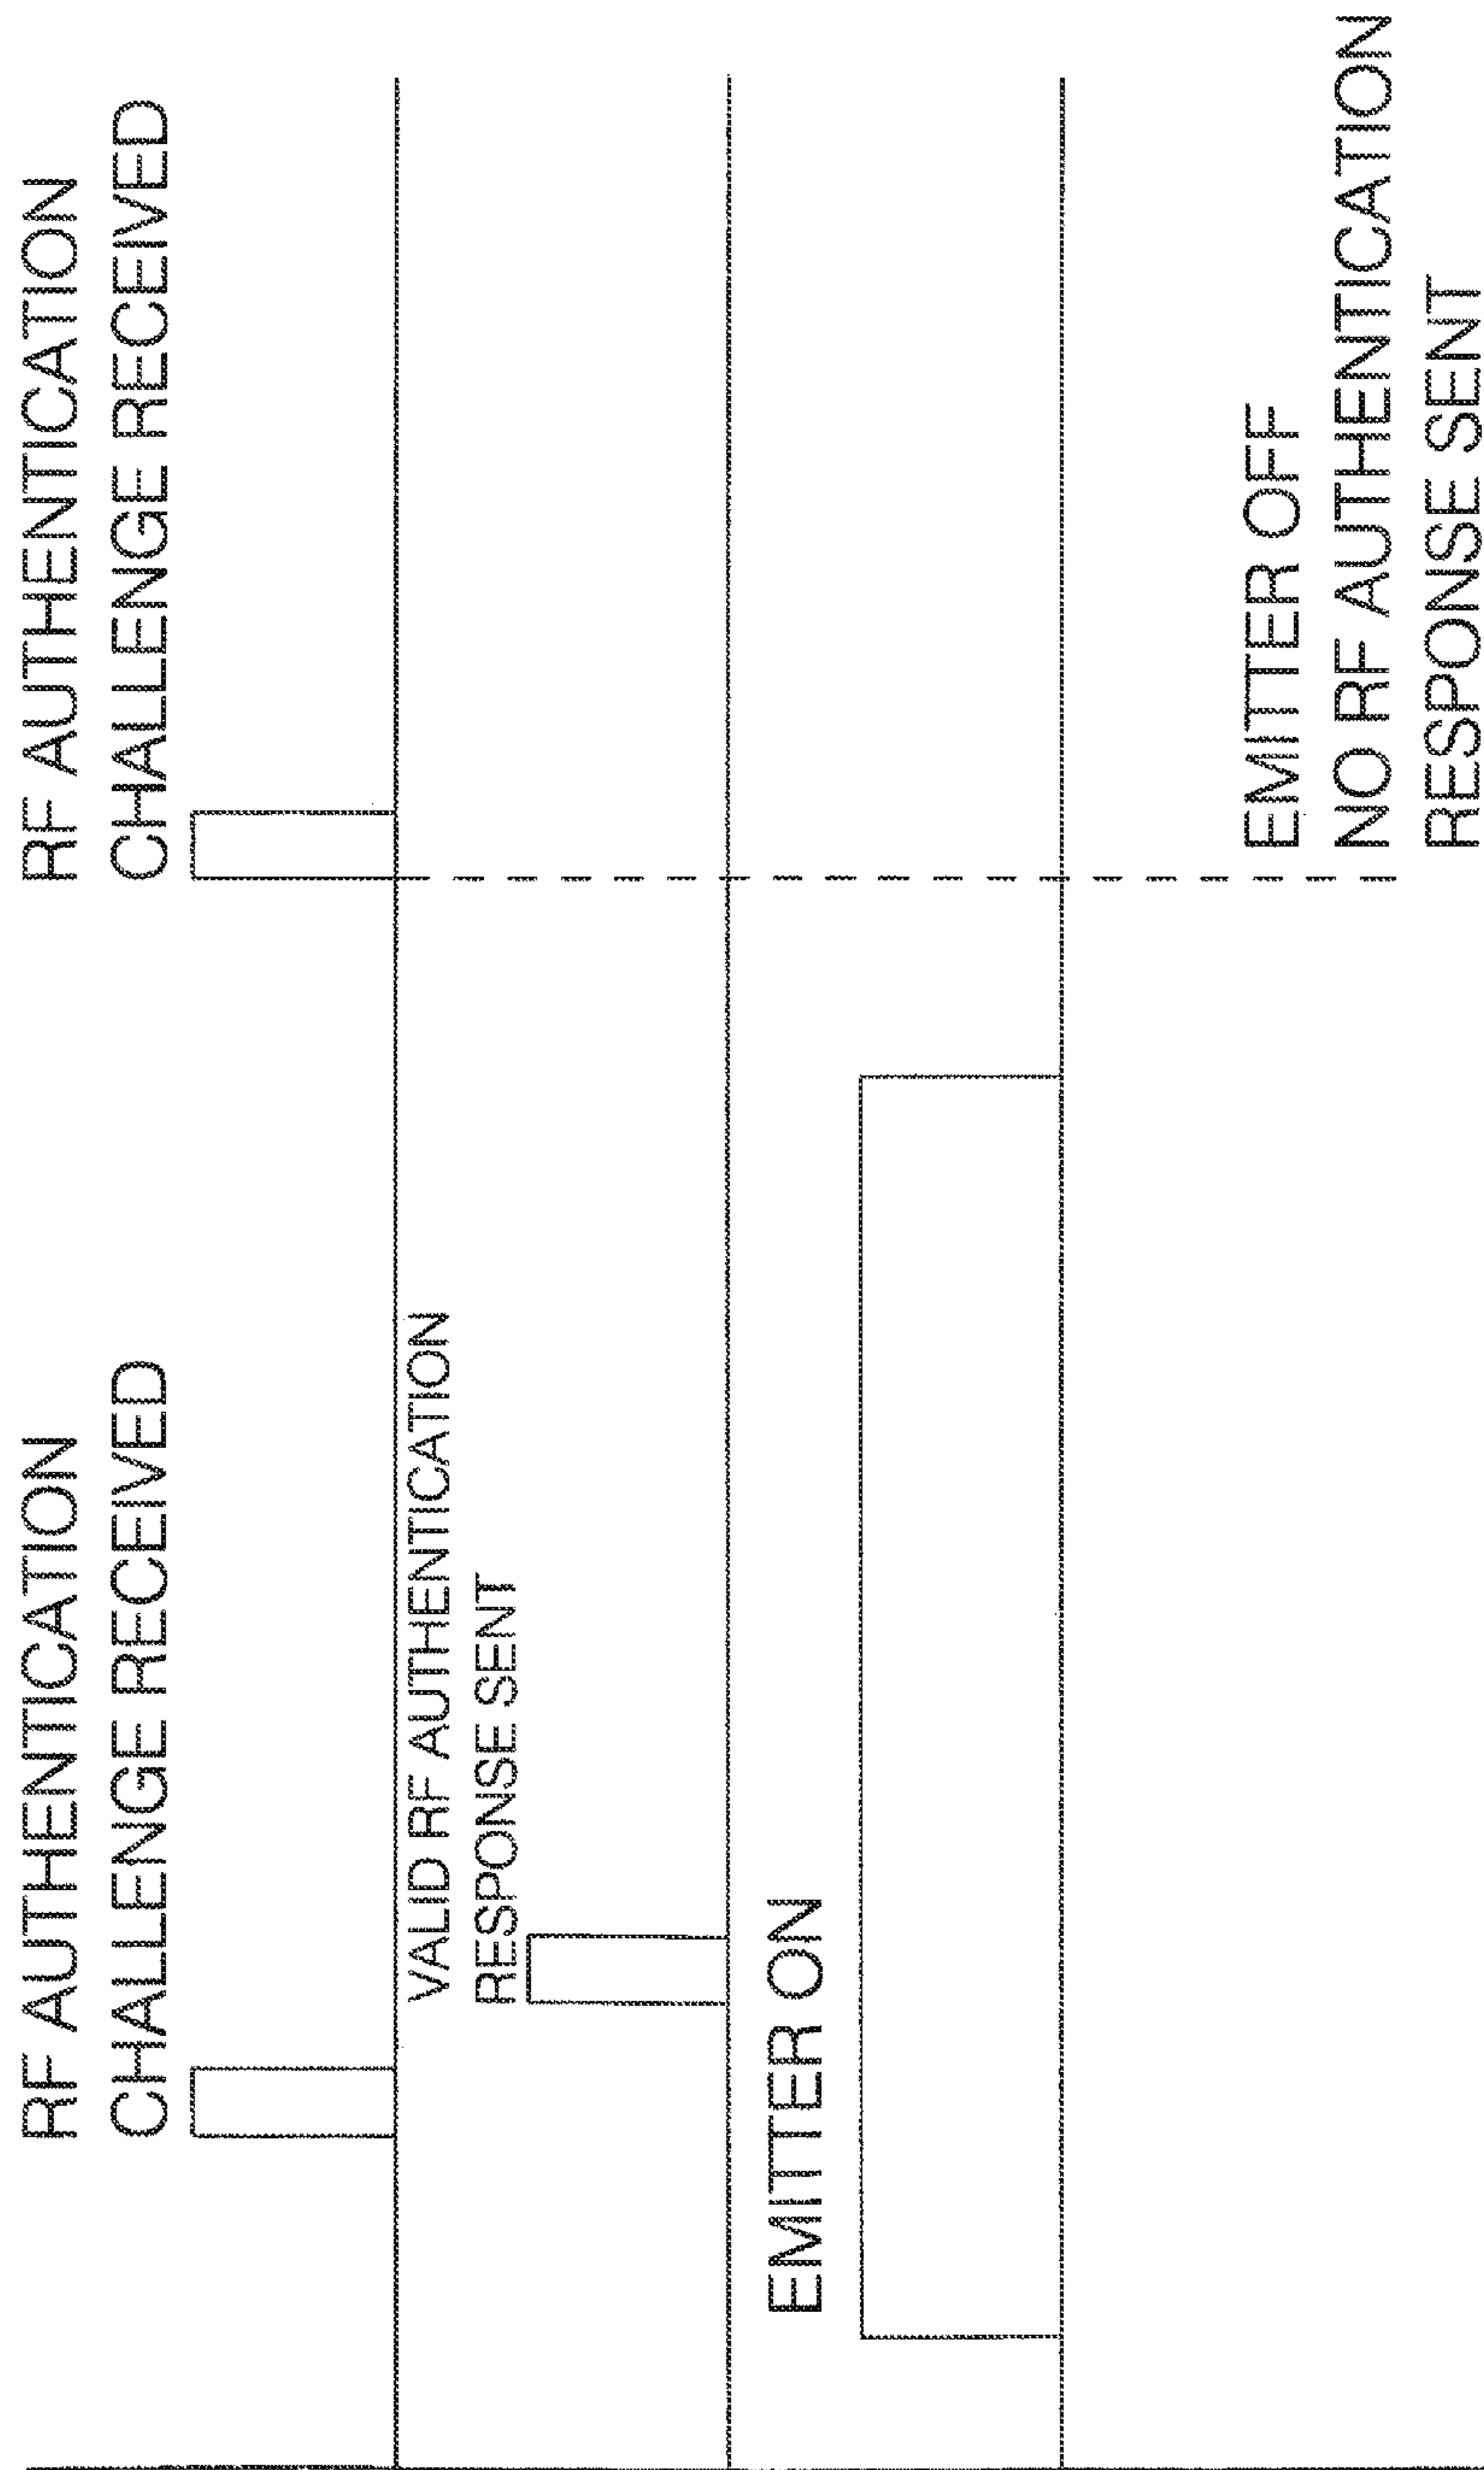 RF AUTHENTICATION
CHALLENGE RECEIVED
RF AUTHENTICATION
CHALLENGE RECEIVED
VALID RF AUTHENTICATION
RESPONSE SENT
EMITTER ON
EMITTER OFF
NO RF AUTHENTICATION
RESPONSE SENT